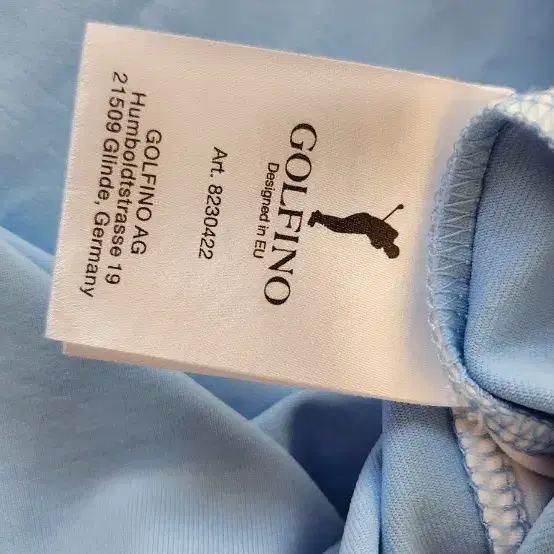 GOLFINO
Designed in EU
Art. 8230422
GOLFINO AG
Humboldtstrasse 19
21509 Glinde, Germany